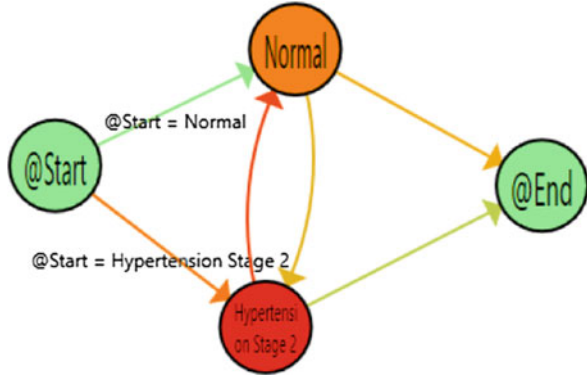 Normal
@Start = Normal
@Start
@End
@Start = Hypertension Stage 2
Hypertensi
on Stage 2